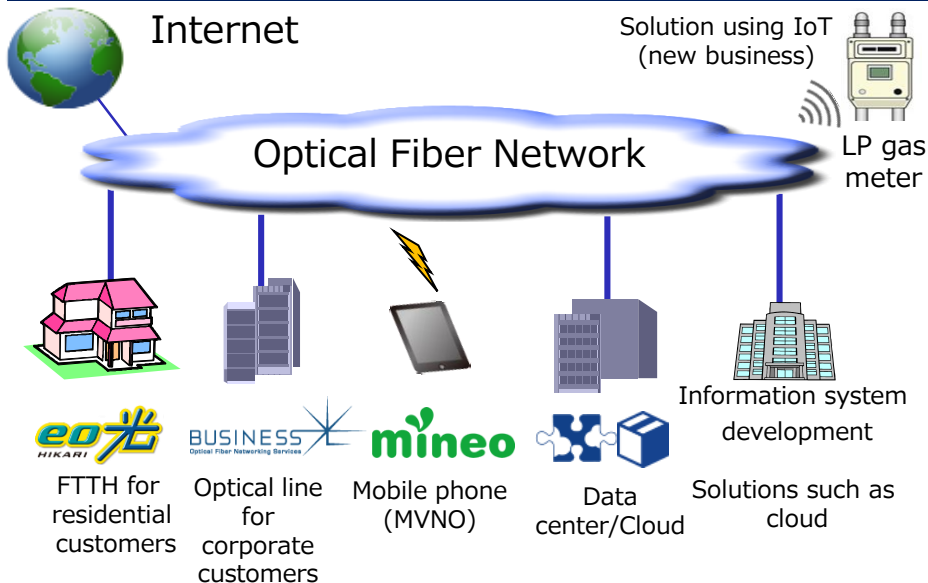 Internet
Solution using IoT
(new business)
Optical Fiber Network
LP gas
meter
eo光
HIKARI
BUSINESS
Optical Fiber Networking Services
mineo
Information system
development
FTTH for
residential
customers
Optical line
for
corporate
customers
Mobile phone
(MVNO)
Data
center/Cloud
Solutions such as
cloud